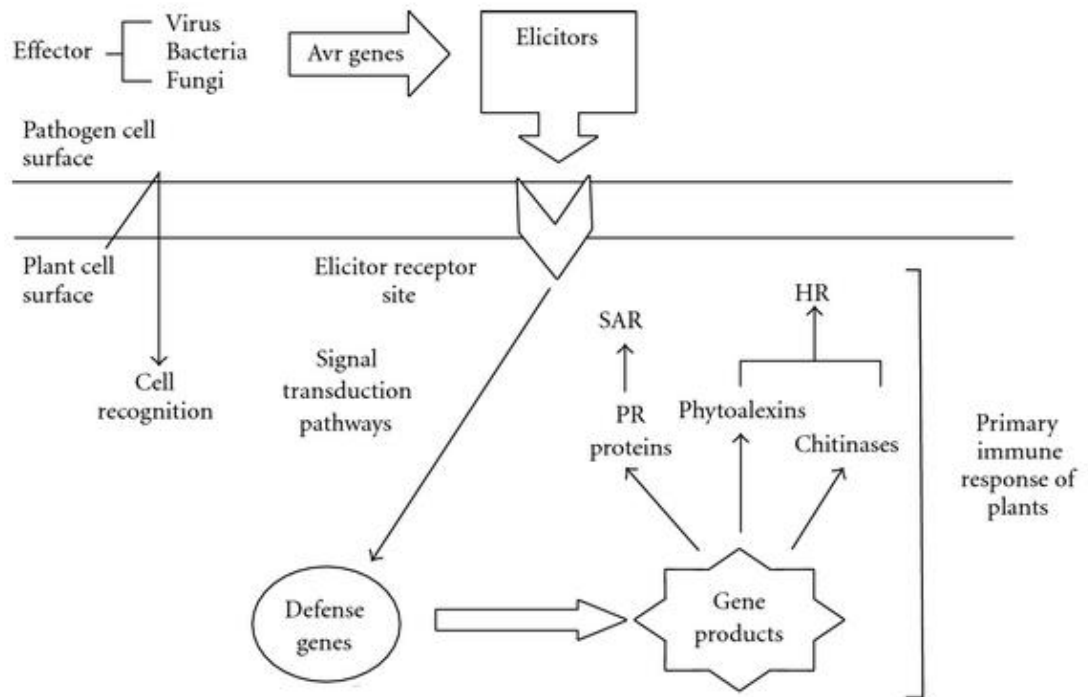 Effector
Virus
Bacteria
Fungi
Avr genes
Elicitors
Pathogen cell
surface
Plant cell
surface
Cell
recognition
Elicitor receptor
site
Signal
transduction
pathways
SAR
HR
PR
proteins
Phytoalexins
Chitinases
Primary
immune
response of
plants
Defense
genes
Gene
products